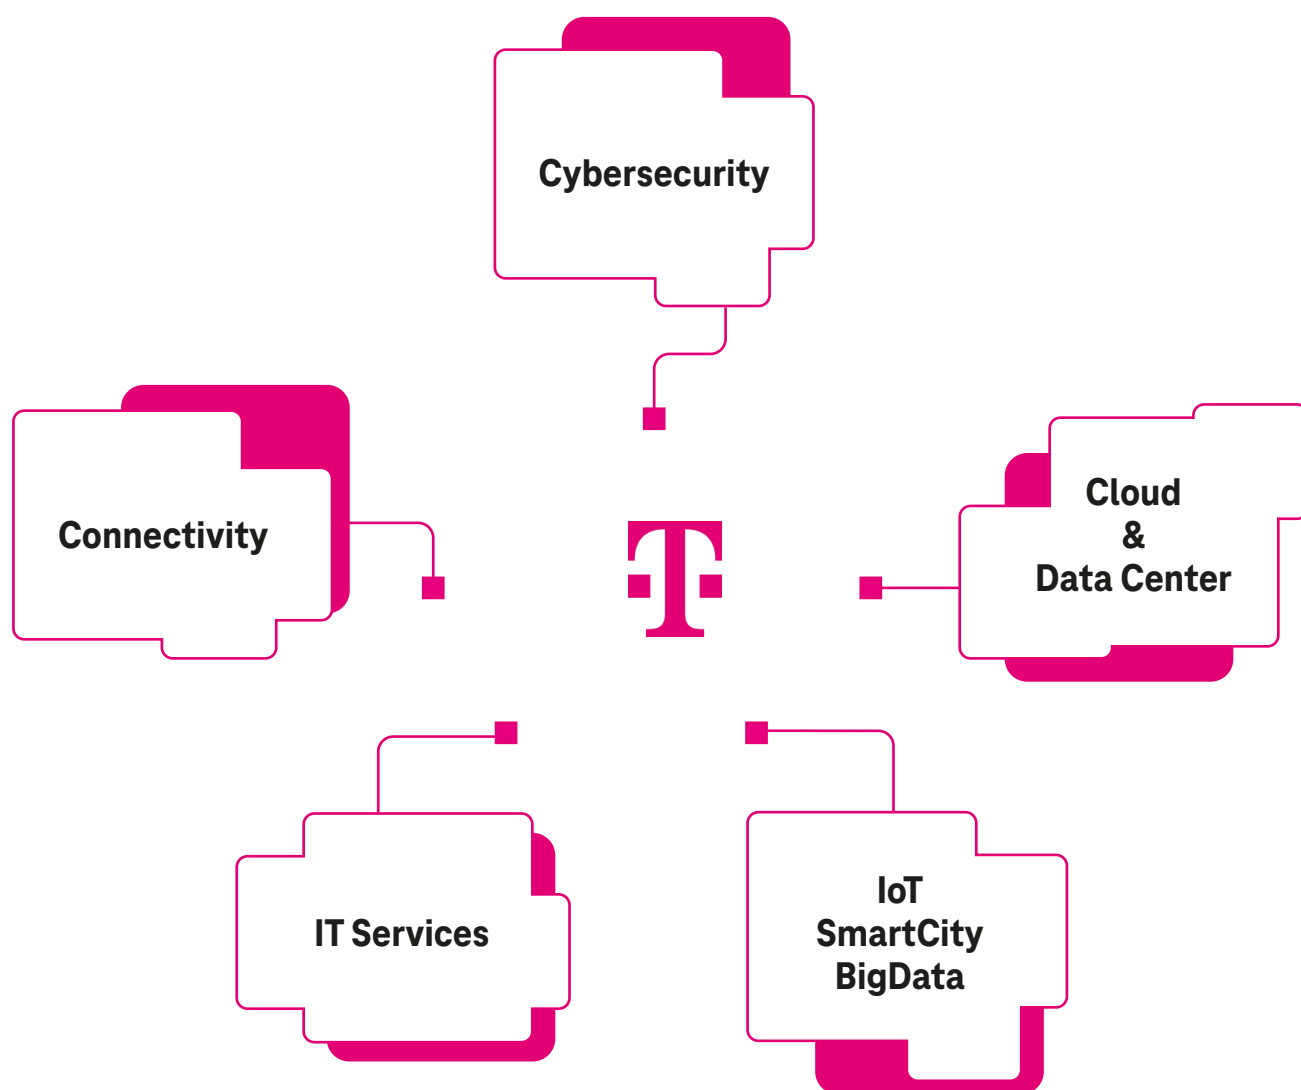 Cybersecurity
Connectivity
Cloud
&
Data Center
T
IT Services
IoT
SmartCity
BigData